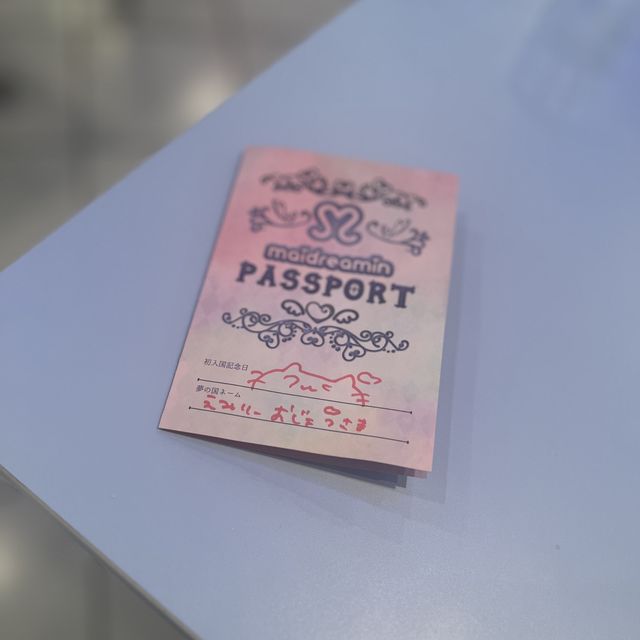 maidreamin
PASSPORT
初入国記念日
夢の国ネーム
えみりー おじょうさま